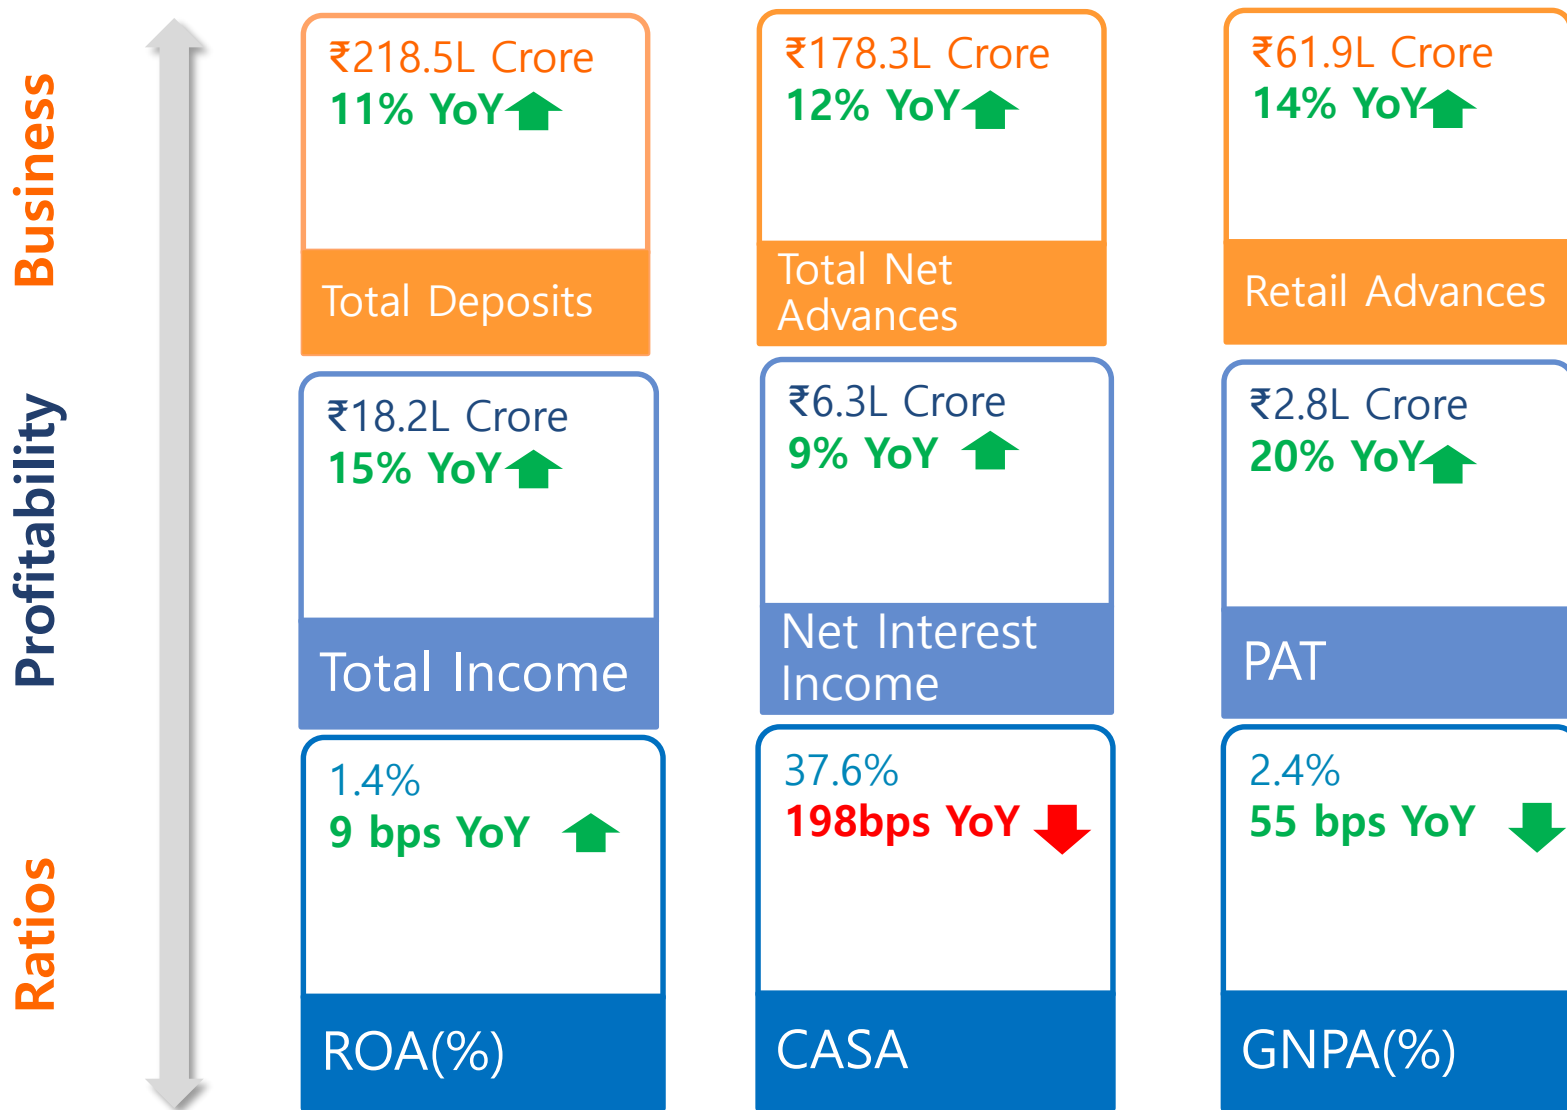 Business
₹218.5L Crore
11% YoY
Total Deposits
₹178.3L Crore
12% YoY
Total Net
Advances
₹61.9L Crore
14% YoY
Retail Advances
Profitability
₹18.2L Crore
15% YoY
Total Income
₹6.3L Crore
9% YoY
Net Interest
Income
₹2.8L Crore
20% YoY
PAT
Ratios
1.4%
9 bps YoY
ROA(%)
37.6%
198bps YoY
CASA
2.4%
55 bps YoY
GNPA(%)